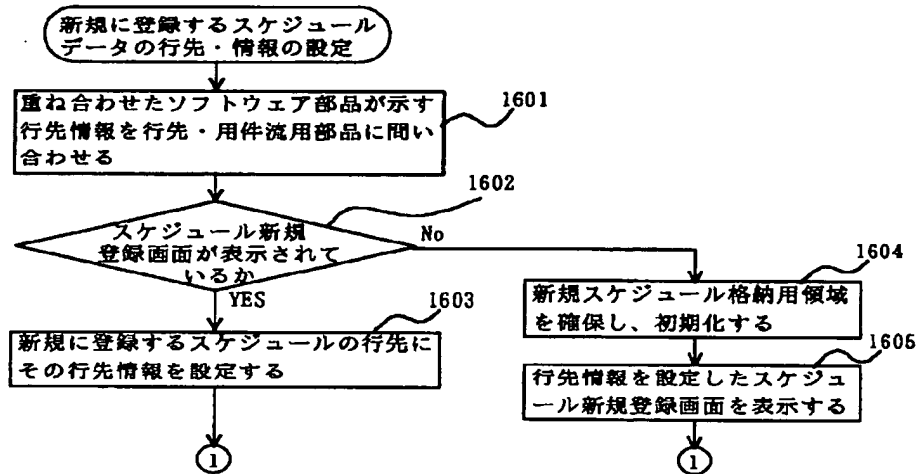 新規に登録するスケジュール
データの行先・情報の設定
重ね合わせたソフトウェア部品が示す
行先情報を行先・用件流用部品に問い
合わせる
1601
スケジュール新規
登録画面が表示されて
いるか
1602
No
YES
新規に登録するスケジュールの行先に
その行先情報を設定する
1603
新規スケジュール格納用領域
を確保し、初期化する
1604
行先情報を設定したスケジュ
ール新規登録画面を表示する
1605
1
1